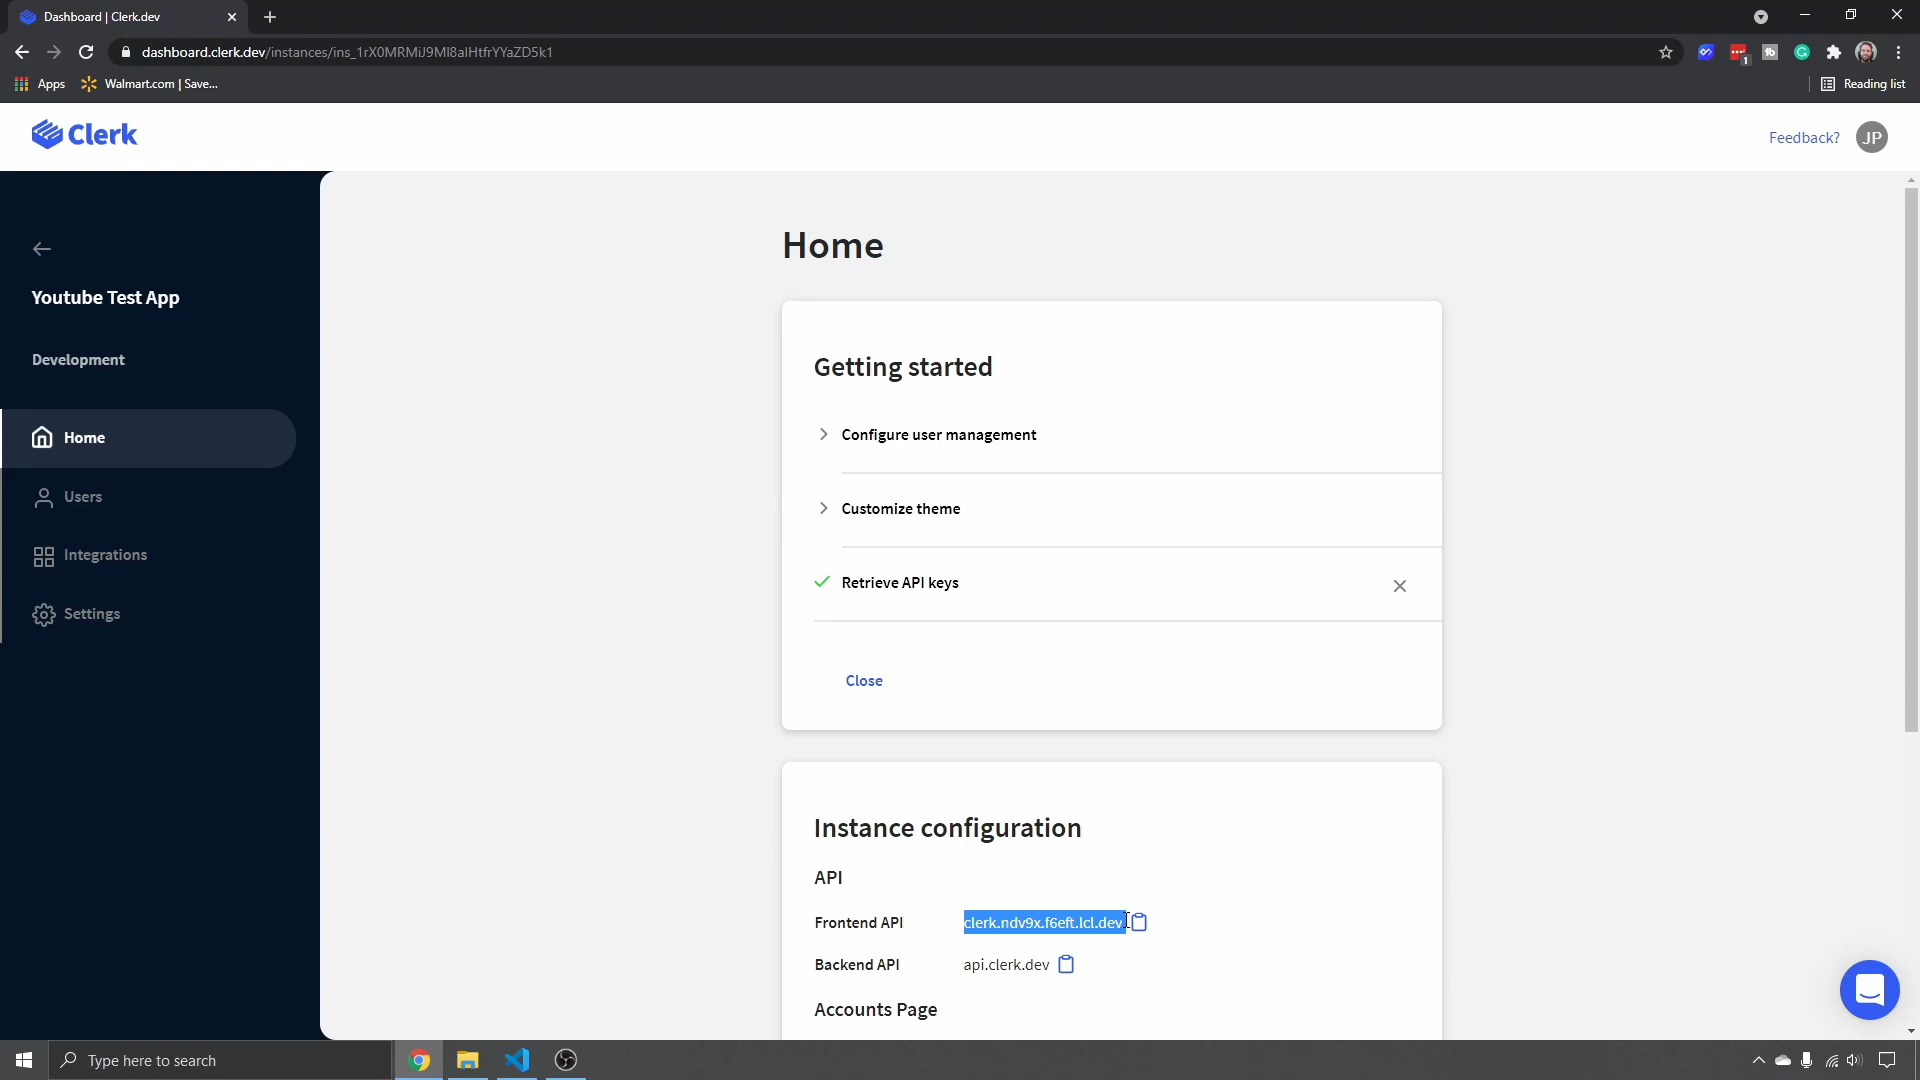 Dashboard | Clerk.dev
dashboard.clerk.dev/instances/ins_1rX0MRMiJ9Ml8alHtfrYYaZD5k1
1
Apps
Walmart.com | Save...
Reading list
Clerk
Feedback?
JP
Youtube Test App
Development
Home
Users
Integrations
Settings
Home
Getting started
Configure user management
Customize theme
Retrieve API keys
Close
Instance configuration
API
Frontend API
clerk.ndv9x.f6eft.lcl.dev
Backend API
api.clerk.dev
Accounts Page
Type here to search